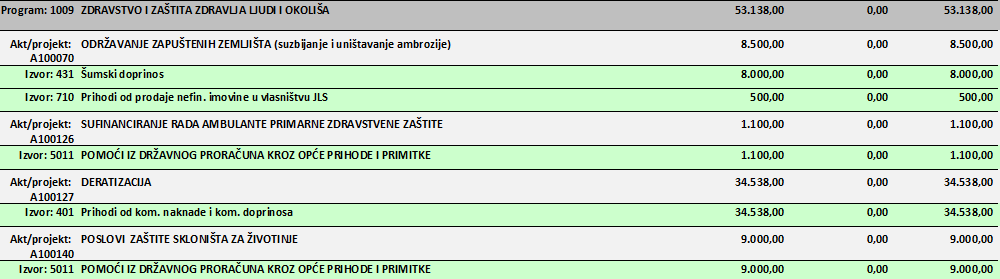 Program: 1009 ZDRAVSTVO I ZAŠTITA ZDRAVLJA LJUDI I OKOLIŠA 53.138,00 0,00 53.138,00
Akt/projekt: ODRŽAVANJE ZAPUŠTENIH ZEMLJIŠTA (suzbijanje i uništavanje ambrozije) 8.500,00 0,00 8.500,00
A100070
Izvor: 431 Šumski doprinos 8.000,00 0,00 8.000,00
Izvor: 710 Prihodi od prodaje nefin. imovine u vlasništvu JLS 500,00 0,00 500,00
Akt/projekt: SUFINANCIRANJE RADA AMBULANTE PRIMARNE ZDRAVSTVENE ZAŠTITE 1.100,00 0,00 1.100,00
A100126
Izvor: 5011 POMOĆI IZ DRŽAVNOG PRORAČUNA KROZ OPĆE PRIHODE I PRIMITKE 1.100,00 0,00 1.100,00
Akt/projekt: DERATIZACIJA 34.538,00 0,00 34.538,00
A100127
Izvor: 401 Prihodi od kom. naknade i kom. doprinosa 34.538,00 0,00 34.538,00
Akt/projekt: POSLOVI ZAŠTITE SKLONIŠTA ZA ŽIVOTINJE 9.000,00 0,00 9.000,00
A100140
Izvor: 5011 POMOĆI IZ DRŽAVNOG PRORAČUNA KROZ OPĆE PRIHODE I PRIMITKE 9.000,00 0,00 9.000,00